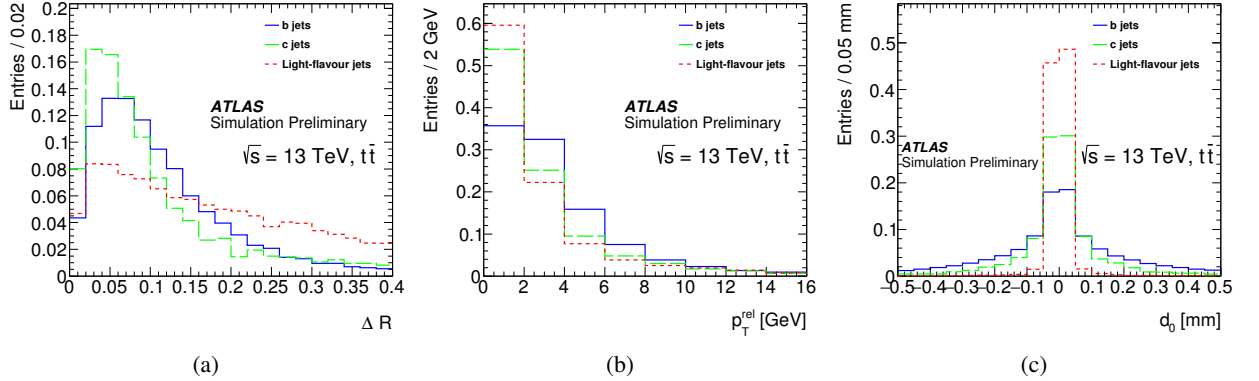 Entries / 0.02
0.2
0.18
0.16
0.14
0.12
0.1
0.08
0.06
0.04
0.02
0
b jets
c jets
Light-flavour jets
ATLAS
Simulation Preliminary
√s = 13 TeV, tt̄
0 0.05 0.1 0.15 0.2 0.25 0.3 0.35 0.4
Δ R
(a)
Entries / 2 GeV
0.6
0.5
0.4
0.3
0.2
0.1
0
b jets
c jets
Light-flavour jets
ATLAS
Simulation Preliminary
√s = 13 TeV, tt̄
0 2 4 6 8 10 12 14 16
p_T^rel [GeV]
(b)
Entries / 0.05 mm
0.5
0.4
0.3
0.2
0.1
0
b jets
c jets
Light-flavour jets
ATLAS
Simulation Preliminary
√s = 13 TeV, tt̄
−0.5 −0.4 −0.3 −0.2 −0.1 0 0.1 0.2 0.3 0.4 0.5
d_0 [mm]
(c)